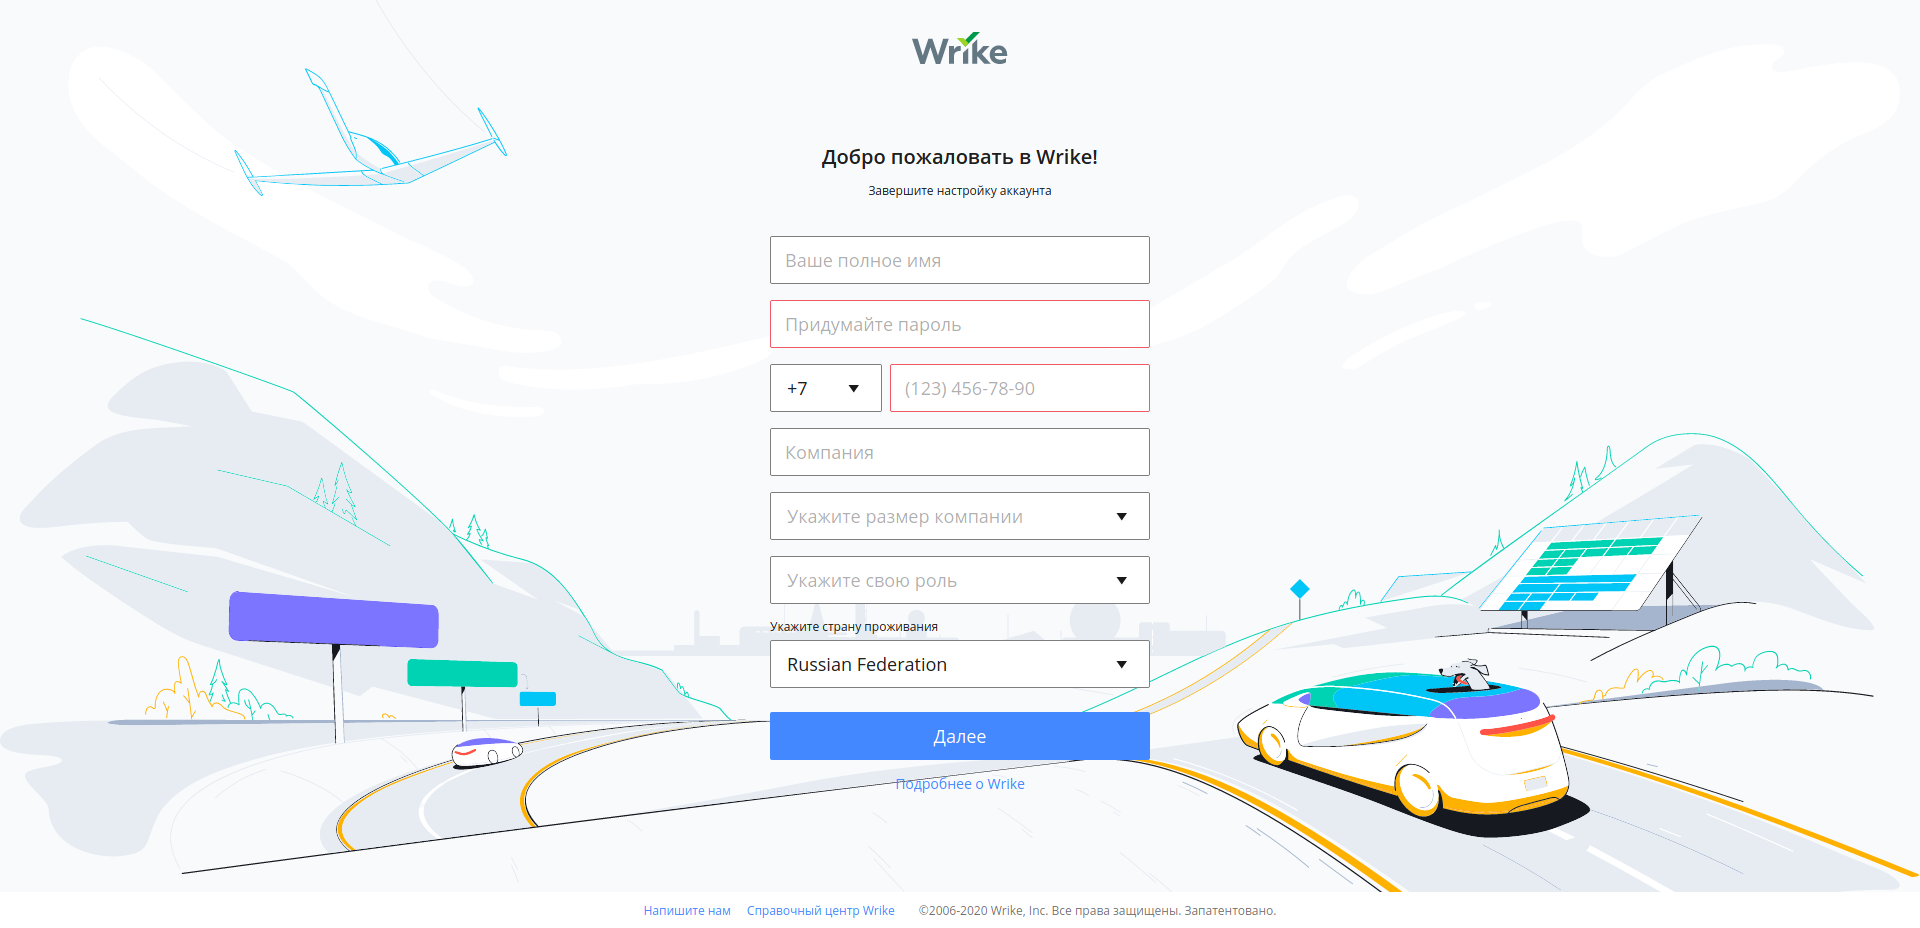 Wrike
Добро пожаловать в Wrike!
Завершите настройку аккаунта
Ваше полное имя
Придумайте пароль
+7
(123) 456-78-90
Компания
Укажите размер компании
Укажите свою роль
Укажите страну проживания
Russian Federation
Далее
Подробнее о Wrike
Напишите нам Справочный центр Wrike ©2006-2020 Wrike, Inc. Все права защищены. Запатентовано.